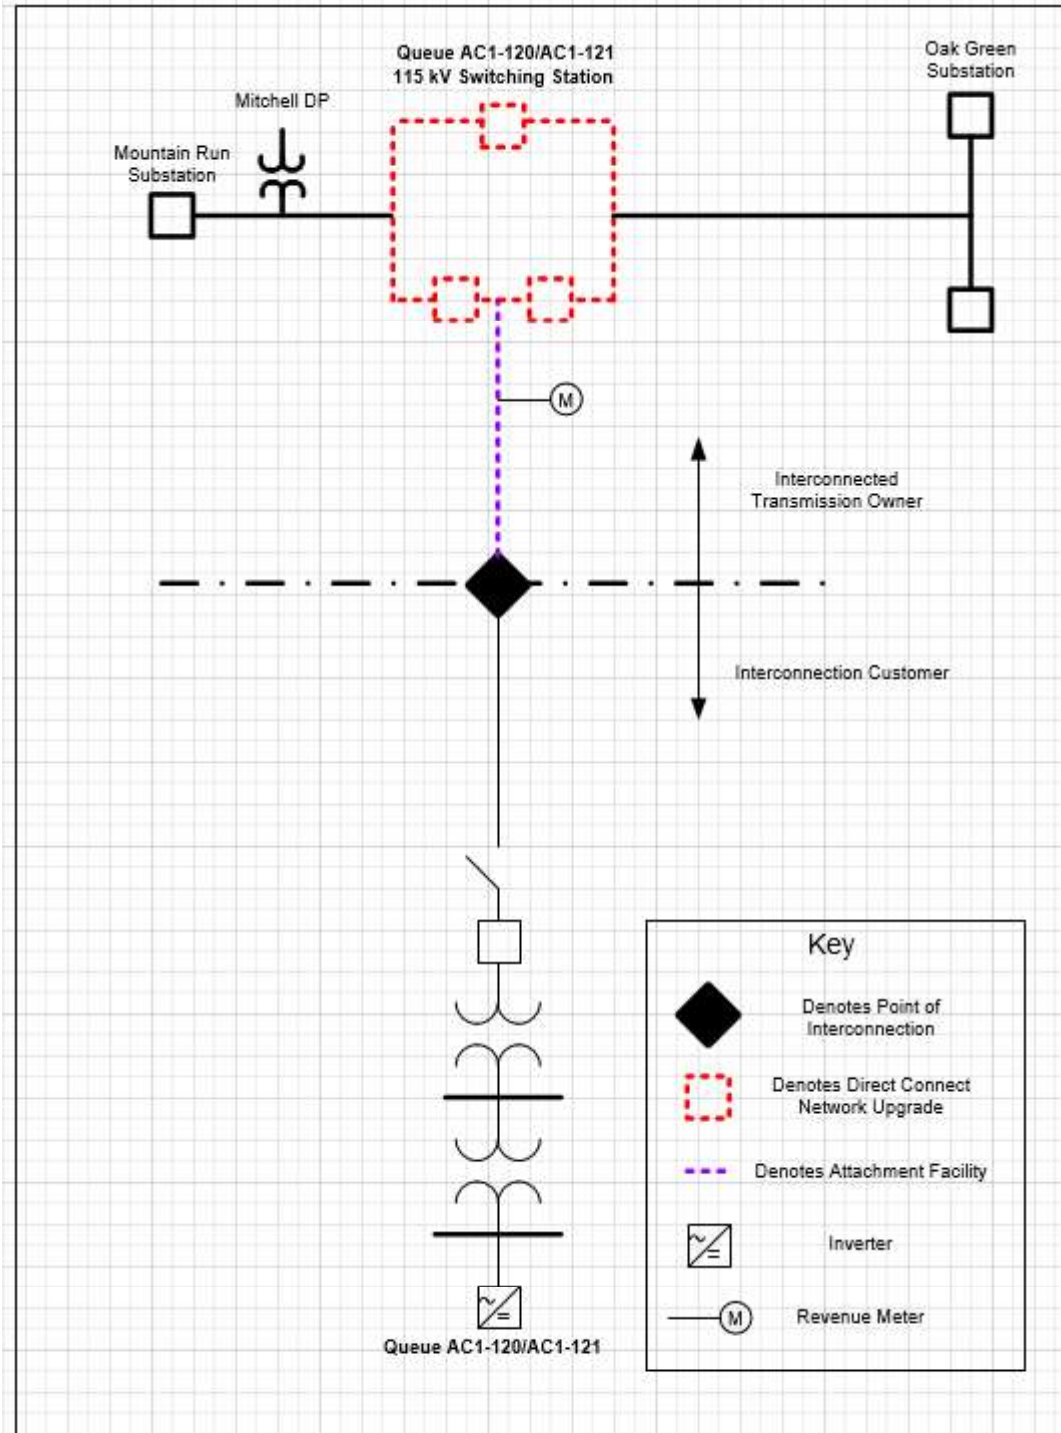 Queue AC1-120/AC1-121
115 kV Switching Station
Oak Green
Substation
Mitchell DP
Mountain Run
Substation
M
Interconnected
Transmission Owner
Interconnection Customer
Key
Denotes Point of
Interconnection
Denotes Direct Connect
Network Upgrade
Denotes Attachment Facility
Inverter
M
Revenue Meter
Queue AC1-120/AC1-121